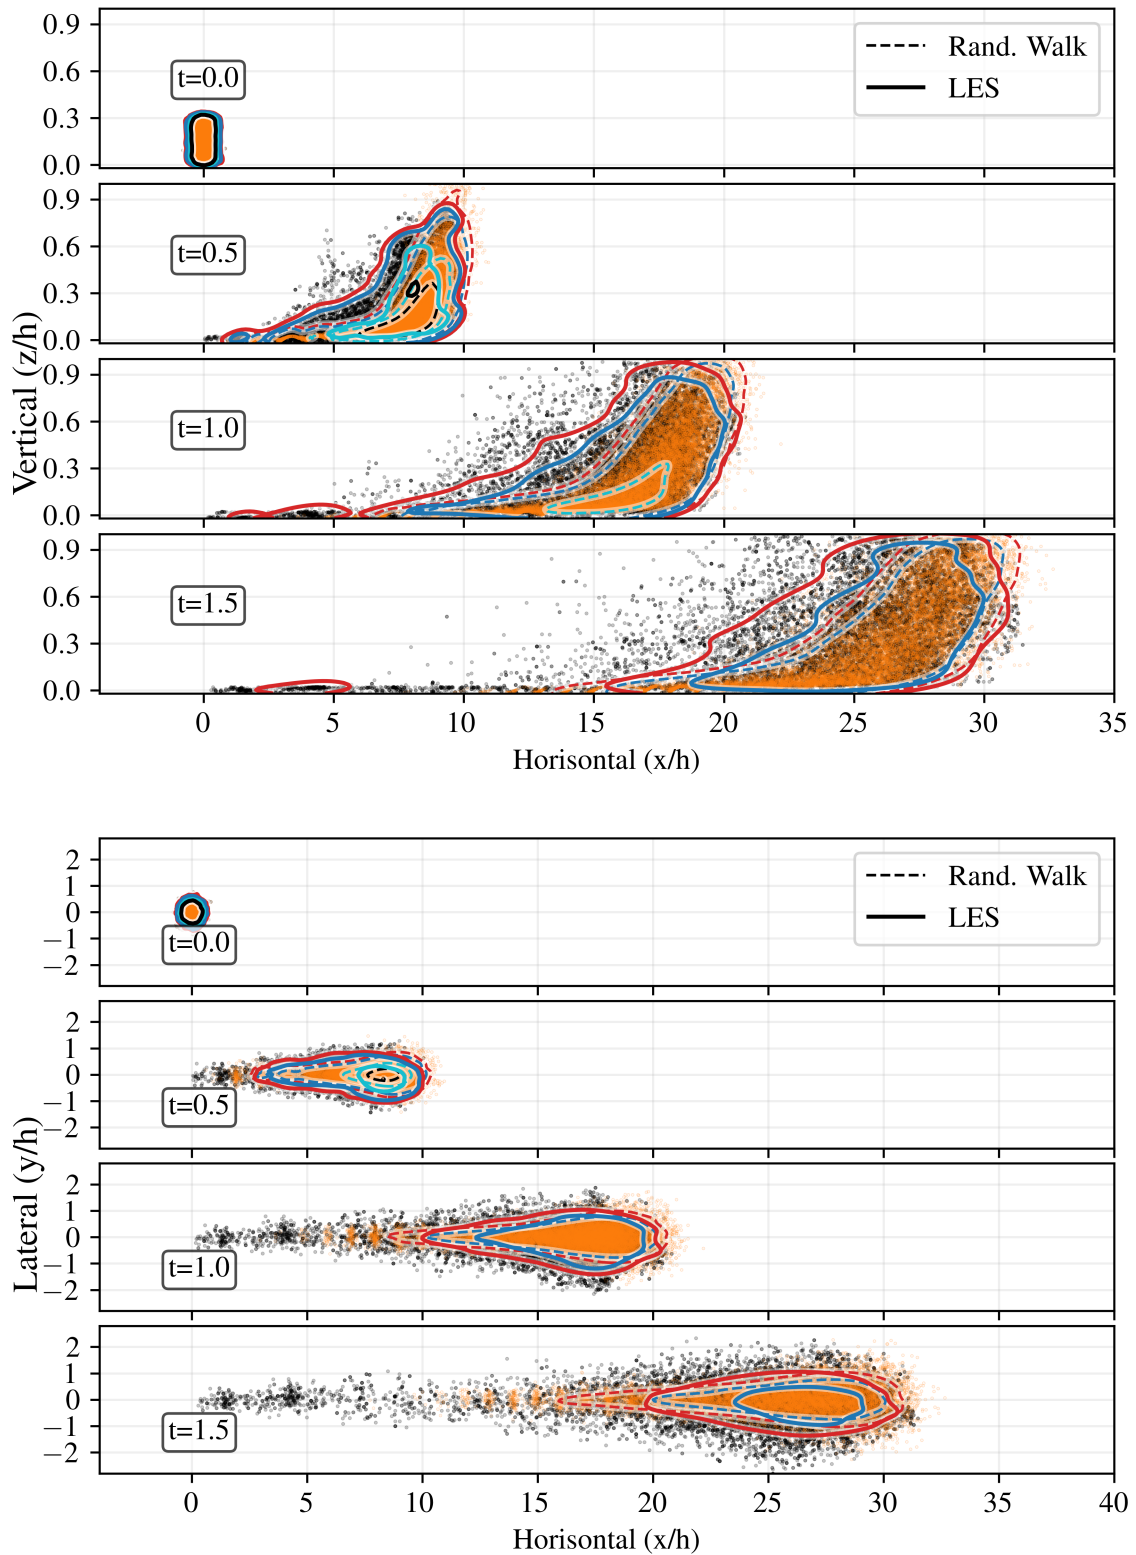 0.9
0.6
0.3
0.0
t=0.0
Rand. Walk
LES
0.9
0.6
0.3
0.0
t=0.5
0.9
0.6
0.3
0.0
t=1.0
0.9
0.6
0.3
0.0
t=1.5
Vertical (z/h)
0 5 10 15 20 25 30 35
Horisontal (x/h)
2
1
0
−1
−2
t=0.0
Rand. Walk
LES
2
1
0
−1
−2
t=0.5
2
1
0
−1
−2
t=1.0
2
1
0
−1
−2
t=1.5
Lateral (y/h)
0 5 10 15 20 25 30 35 40
Horisontal (x/h)